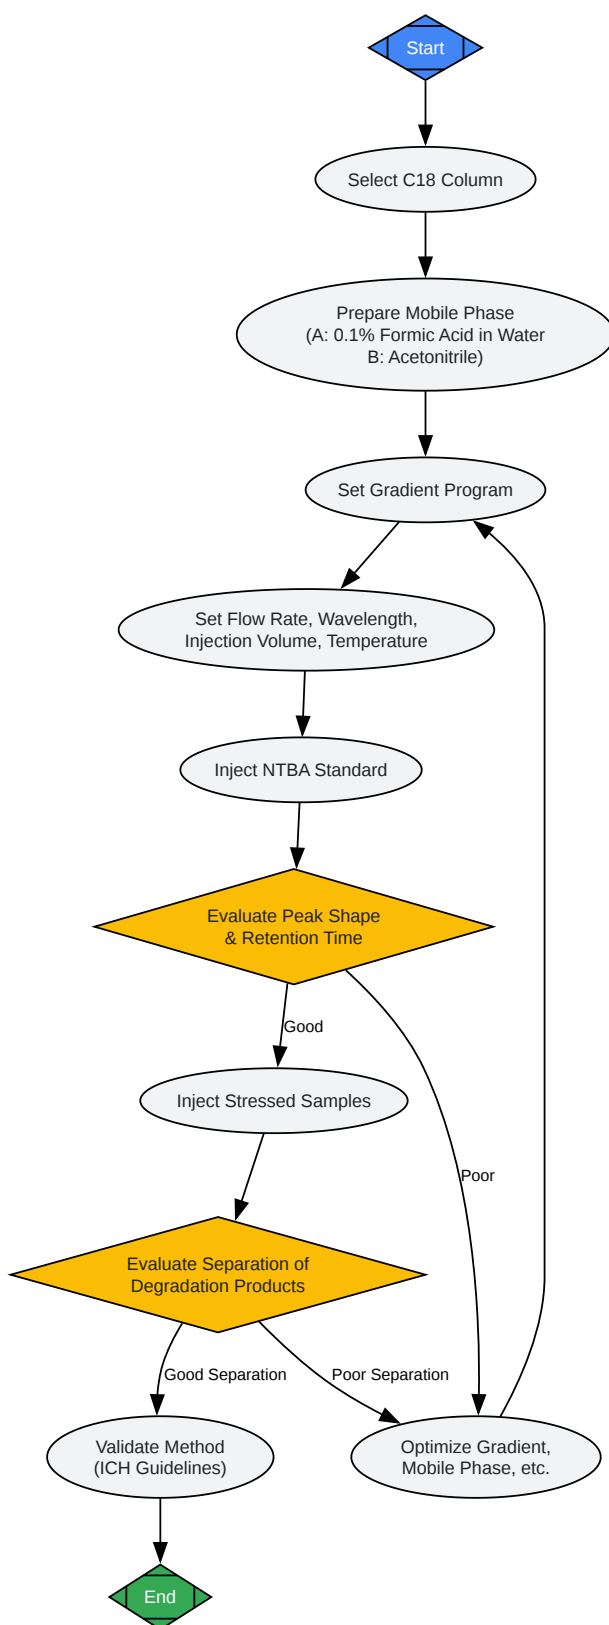 Start
Select C18 Column
Prepare Mobile Phase
(A: 0.1% Formic Acid in Water
B: Acetonitrile)
Set Gradient Program
Set Flow Rate, Wavelength,
Injection Volume, Temperature
Inject NTBA Standard
Evaluate Peak Shape
& Retention Time
Good
Inject Stressed Samples
Poor
Evaluate Separation of
Degradation Products
Good Separation
Poor Separation
Validate Method
(ICH Guidelines)
Optimize Gradient,
Mobile Phase, etc.
End